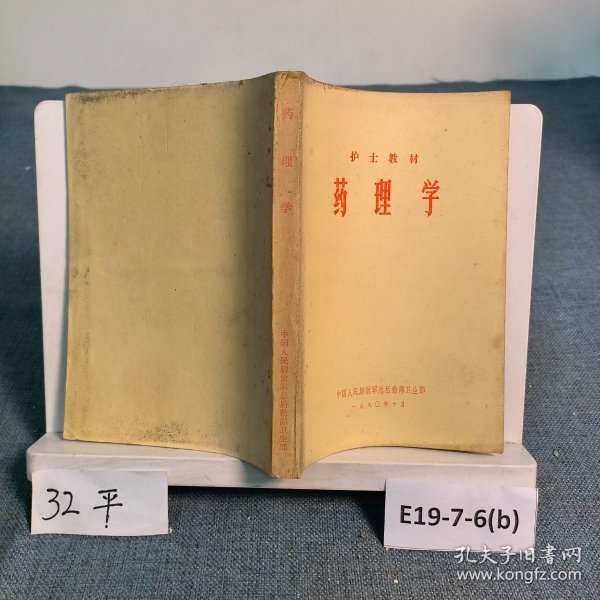 护士教材
药理学
中国人民解放军总后勤部卫生部
一九八〇年十月
药理学
中国人民解放军总后勤部卫生部
32平
E19-7-6(b)
孔夫子旧书网
www.kongfz.com